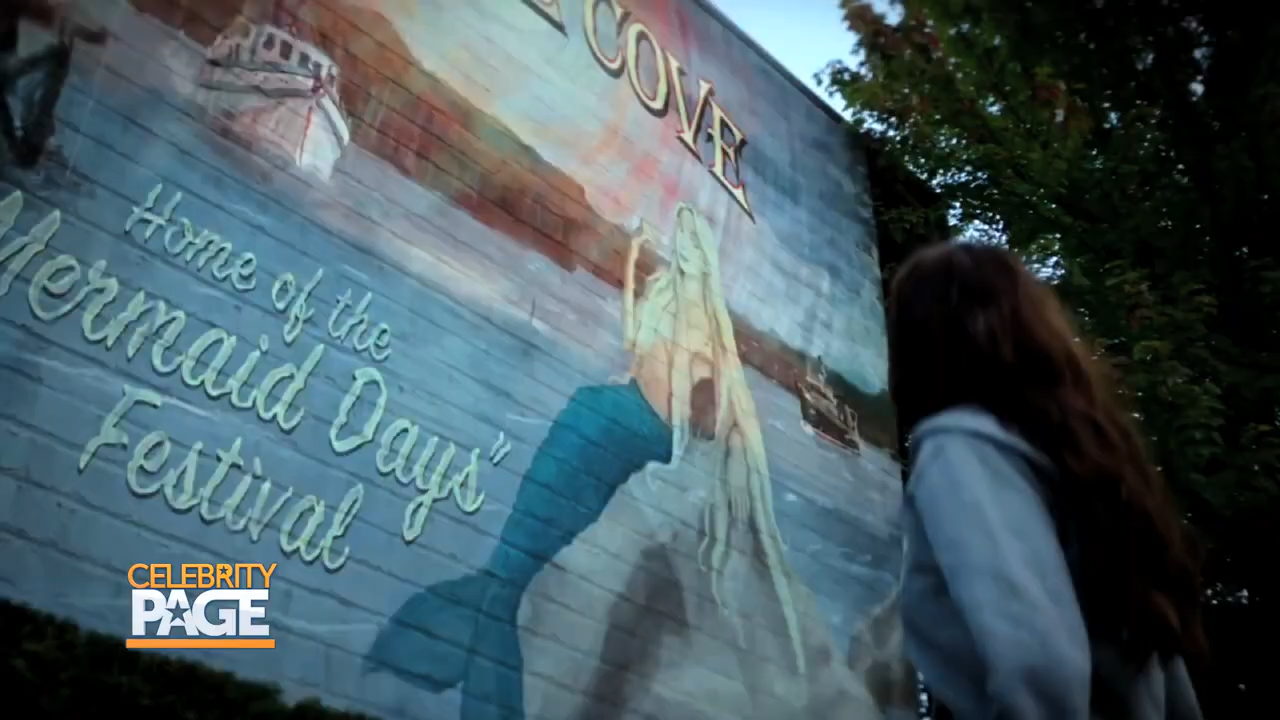 COVE
Home of the
Mermaid Days"
Festival
CELEBRITY
PAGE